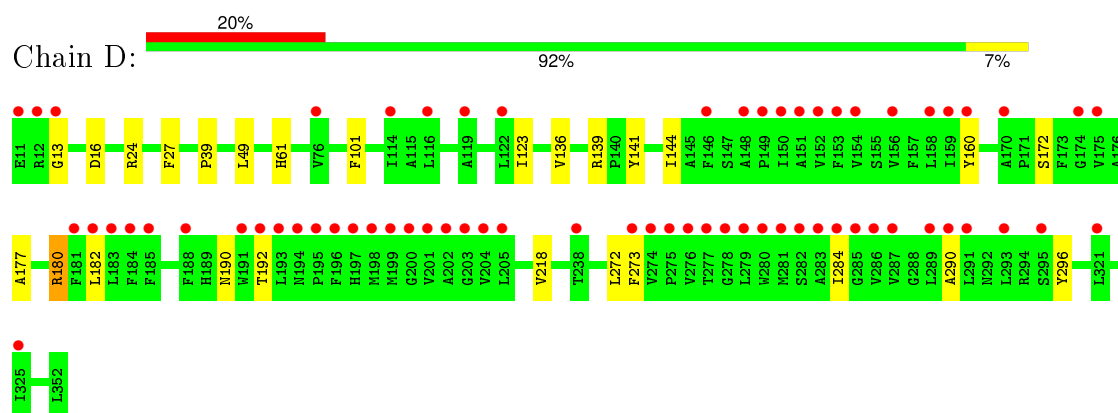 20%
Chain D:
92%
7%
E11 R12 G13 D16 R24 F27 P39 L49 H61 V76 F101 I114 A115 L116 A119 L122 I123 V136 R139 P140 Y141 I144 A145 F146 S147 A148 P149 I150 A151 V152 F153 V154 S155 V156 F157 L158 I159 Y160 A170 P171 S172 F173 G174 V175 A176
A177 R180 F181 L182 L183 F184 F185 F188 H189 N190 W191 T192 L193 N194 P195 F196 H197 M198 M199 G200 V201 A202 G203 V204 L205 V218 T238 L272 F273 V274 P275 V276 T277 G278 L279 W280 M281 S282 A283 I284 G285 V286 V287 G288 L289 A290 L291 N292 L293 R294 S295 Y296 L321
I325 L352